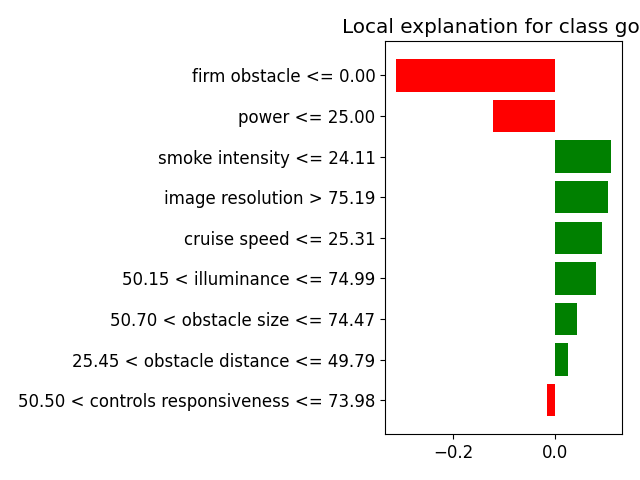 Local explanation for class go
firm obstacle <= 0.00
power <= 25.00
smoke intensity <= 24.11
image resolution > 75.19
cruise speed <= 25.31
50.15 < illuminance <= 74.99
50.70 < obstacle size <= 74.47
25.45 < obstacle distance <= 49.79
50.50 < controls responsiveness <= 73.98
−0.2 0.0